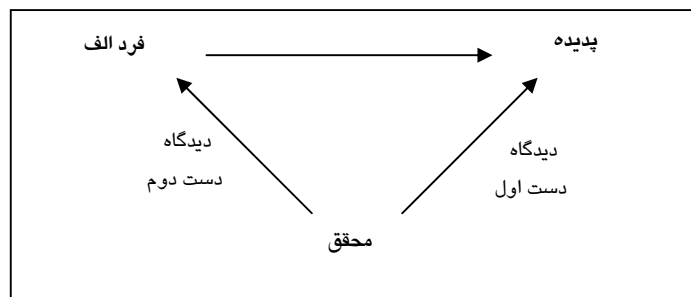 پدیده
فرد الف
دیدگاه
دست اول
دیدگاه
دست دوم
محقق